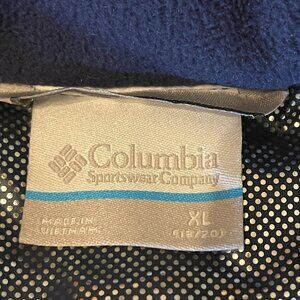 Columbia
Sportswear Company
MADE IN
VIETNAM
XL
(18/20)